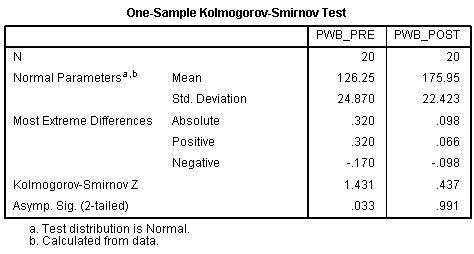 One-Sample Kolmogorov-Smirnov Test
PWB_PRE PWB_POST
N 20 20
Normal Parameters a,b Mean 126.25 175.95
Std. Deviation 24.870 22.423
Most Extreme Differences Absolute .320 .098
Positive .320 .066
Negative -.170 -.098
Kolmogorov-Smirnov Z 1.431 .437
Asymp. Sig. (2-tailed) .033 .991
a. Test distribution is Normal.
b. Calculated from data.